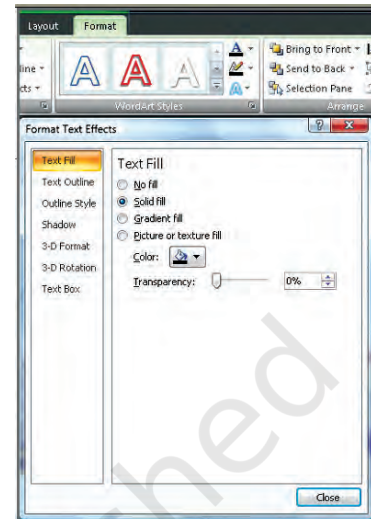 Layout Format
A A A A Bring to Front
line Send to Back
cts A Selection Pane
WordArt Styles Arrange
Format Text Effects
Text Fill
Text Outline
Outline Style
Shadow
3-D Format
3-D Rotation
Text Box
Text Fill
No fill
Solid fill
Gradient fill
Picture or texture fill
Color:
Transparency: 0%
Close
shed